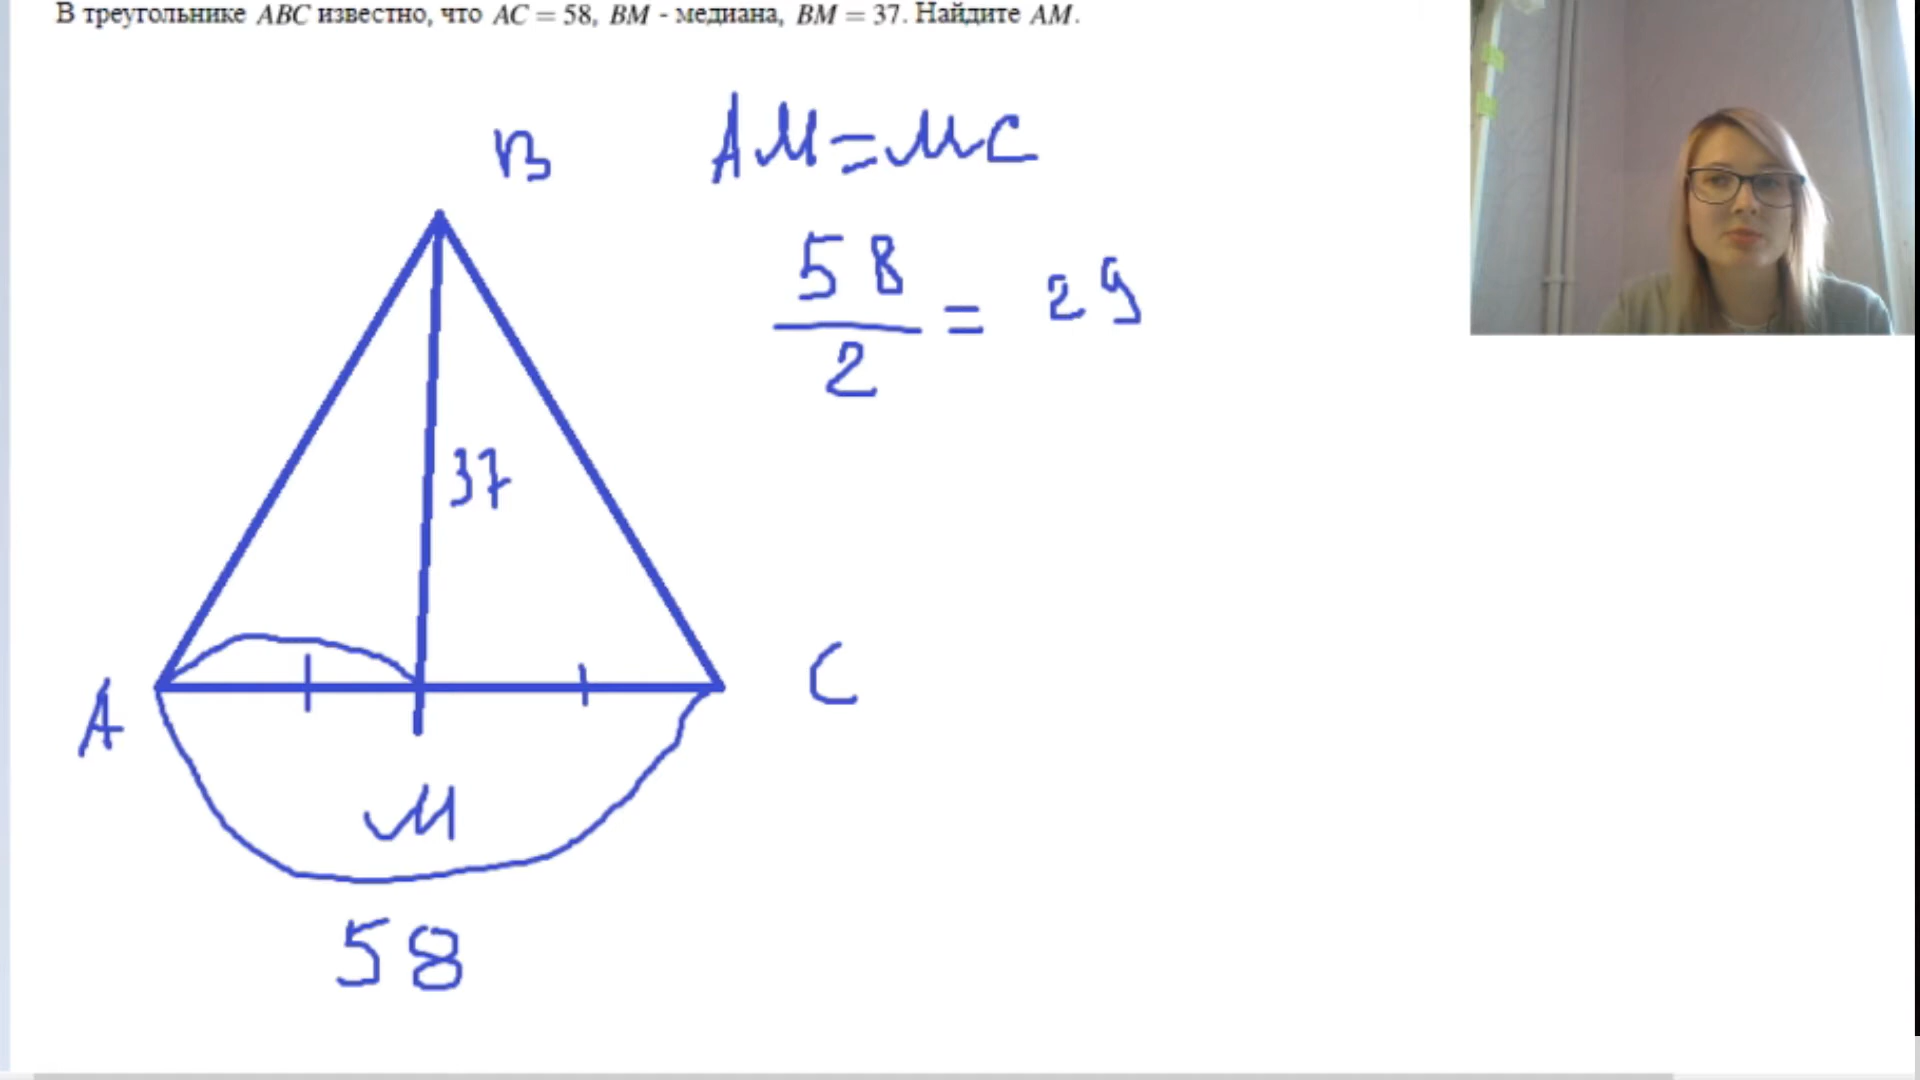 В треугольнике ABC известно, что AC = 58, BM - медиана, BM = 37. Найдите AM.
B
AM=MC
58
2
= 29
37
A
C
M
58